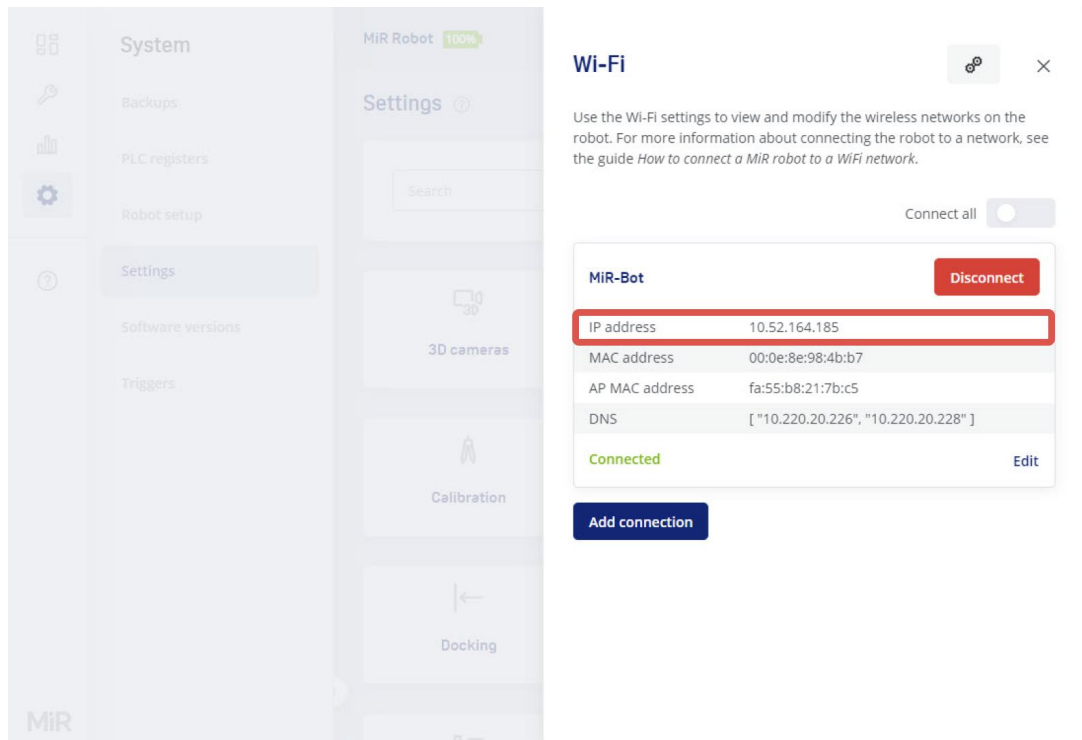 System
Backups
PLC registers
Robot setup
Settings
Software versions
Triggers
MiR
MiR Robot 100%
Settings
Search
3D
3D cameras
Calibration
Docking
Wi-Fi
Use the Wi-Fi settings to view and modify the wireless networks on the
robot. For more information about connecting the robot to a network, see
the guide How to connect a MiR robot to a WiFi network.
Connect all
MiR-Bot Disconnect
IP address 10.52.164.185
MAC address 00:0e:8e:98:4b:b7
AP MAC address fa:55:b8:21:7b:c5
DNS [ "10.220.20.226", "10.220.20.228" ]
Connected Edit
Add connection